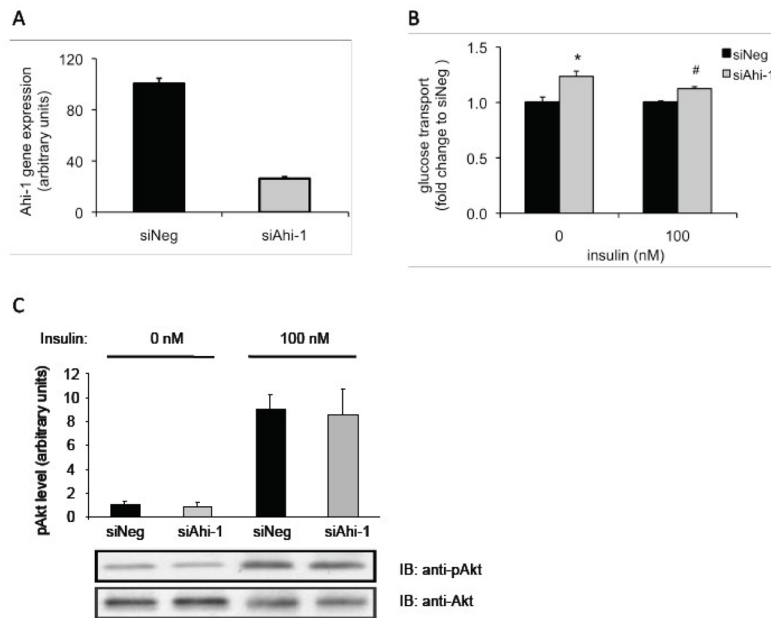 A
Ahi-1 gene expression
(arbitrary units)
120
80
40
0
siNeg
siAhi-1
B
glucose transport
(fold change to siNeg )
1.5
1.0
0.5
0.0
*
#
siNeg
siAhi-1
0
100
insulin (nM)
C
Insulin:
0 nM
100 nM
pAkt level (arbitrary units)
12
10
8
6
4
2
0
siNeg
siAhi-1
siNeg
siAhi-1
IB: anti-pAkt
IB: anti-Akt